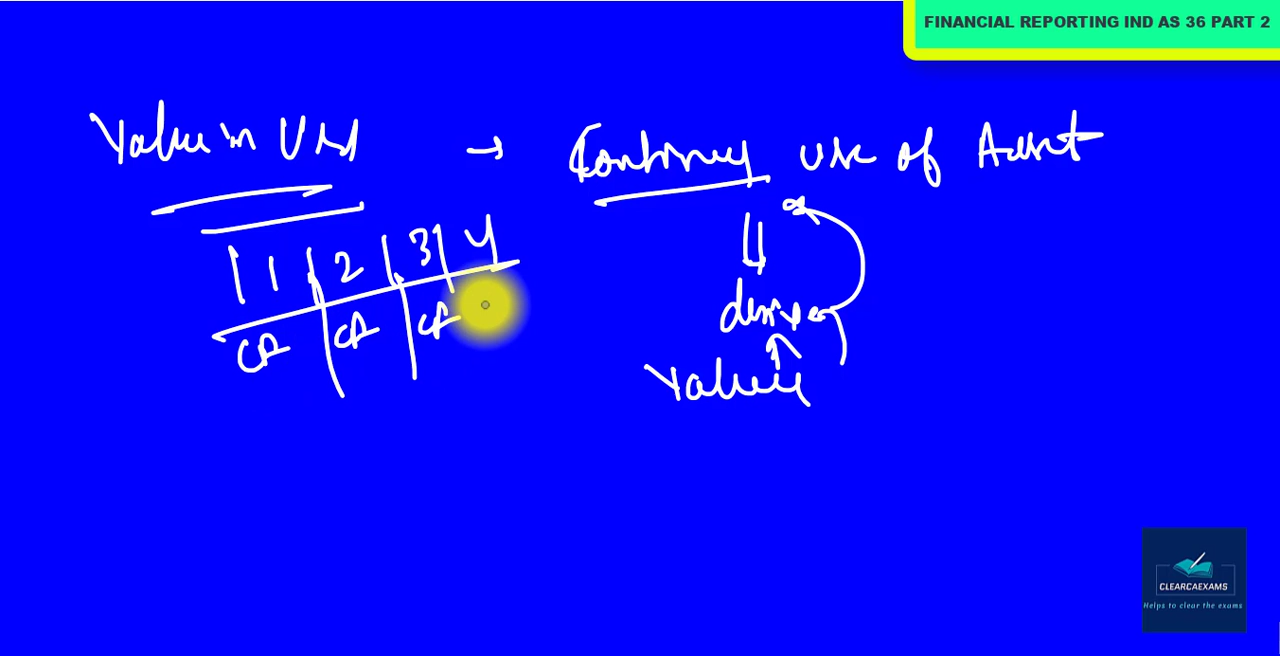 FINANCIAL REPORTING IND AS 36 PART 2
Value in Use → Continuing use of Asset
1 2 3 4
CF CF CF
derive
Value
CLEARCAEXAMS
Helps to clear the exams